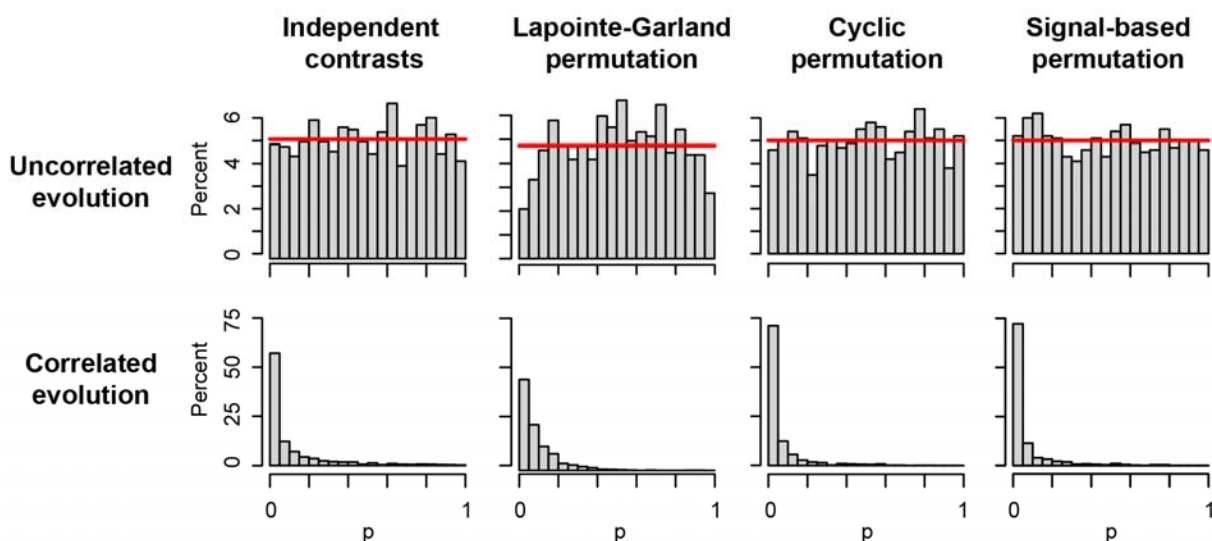 Independent
contrasts
Lapointe-Garland
permutation
Cyclic
permutation
Signal-based
permutation
Uncorrelated
evolution
Percent
6
4
2
0
Correlated
evolution
Percent
75
50
25
0
0 1
p
0 1
p
0 1
p
0 1
p